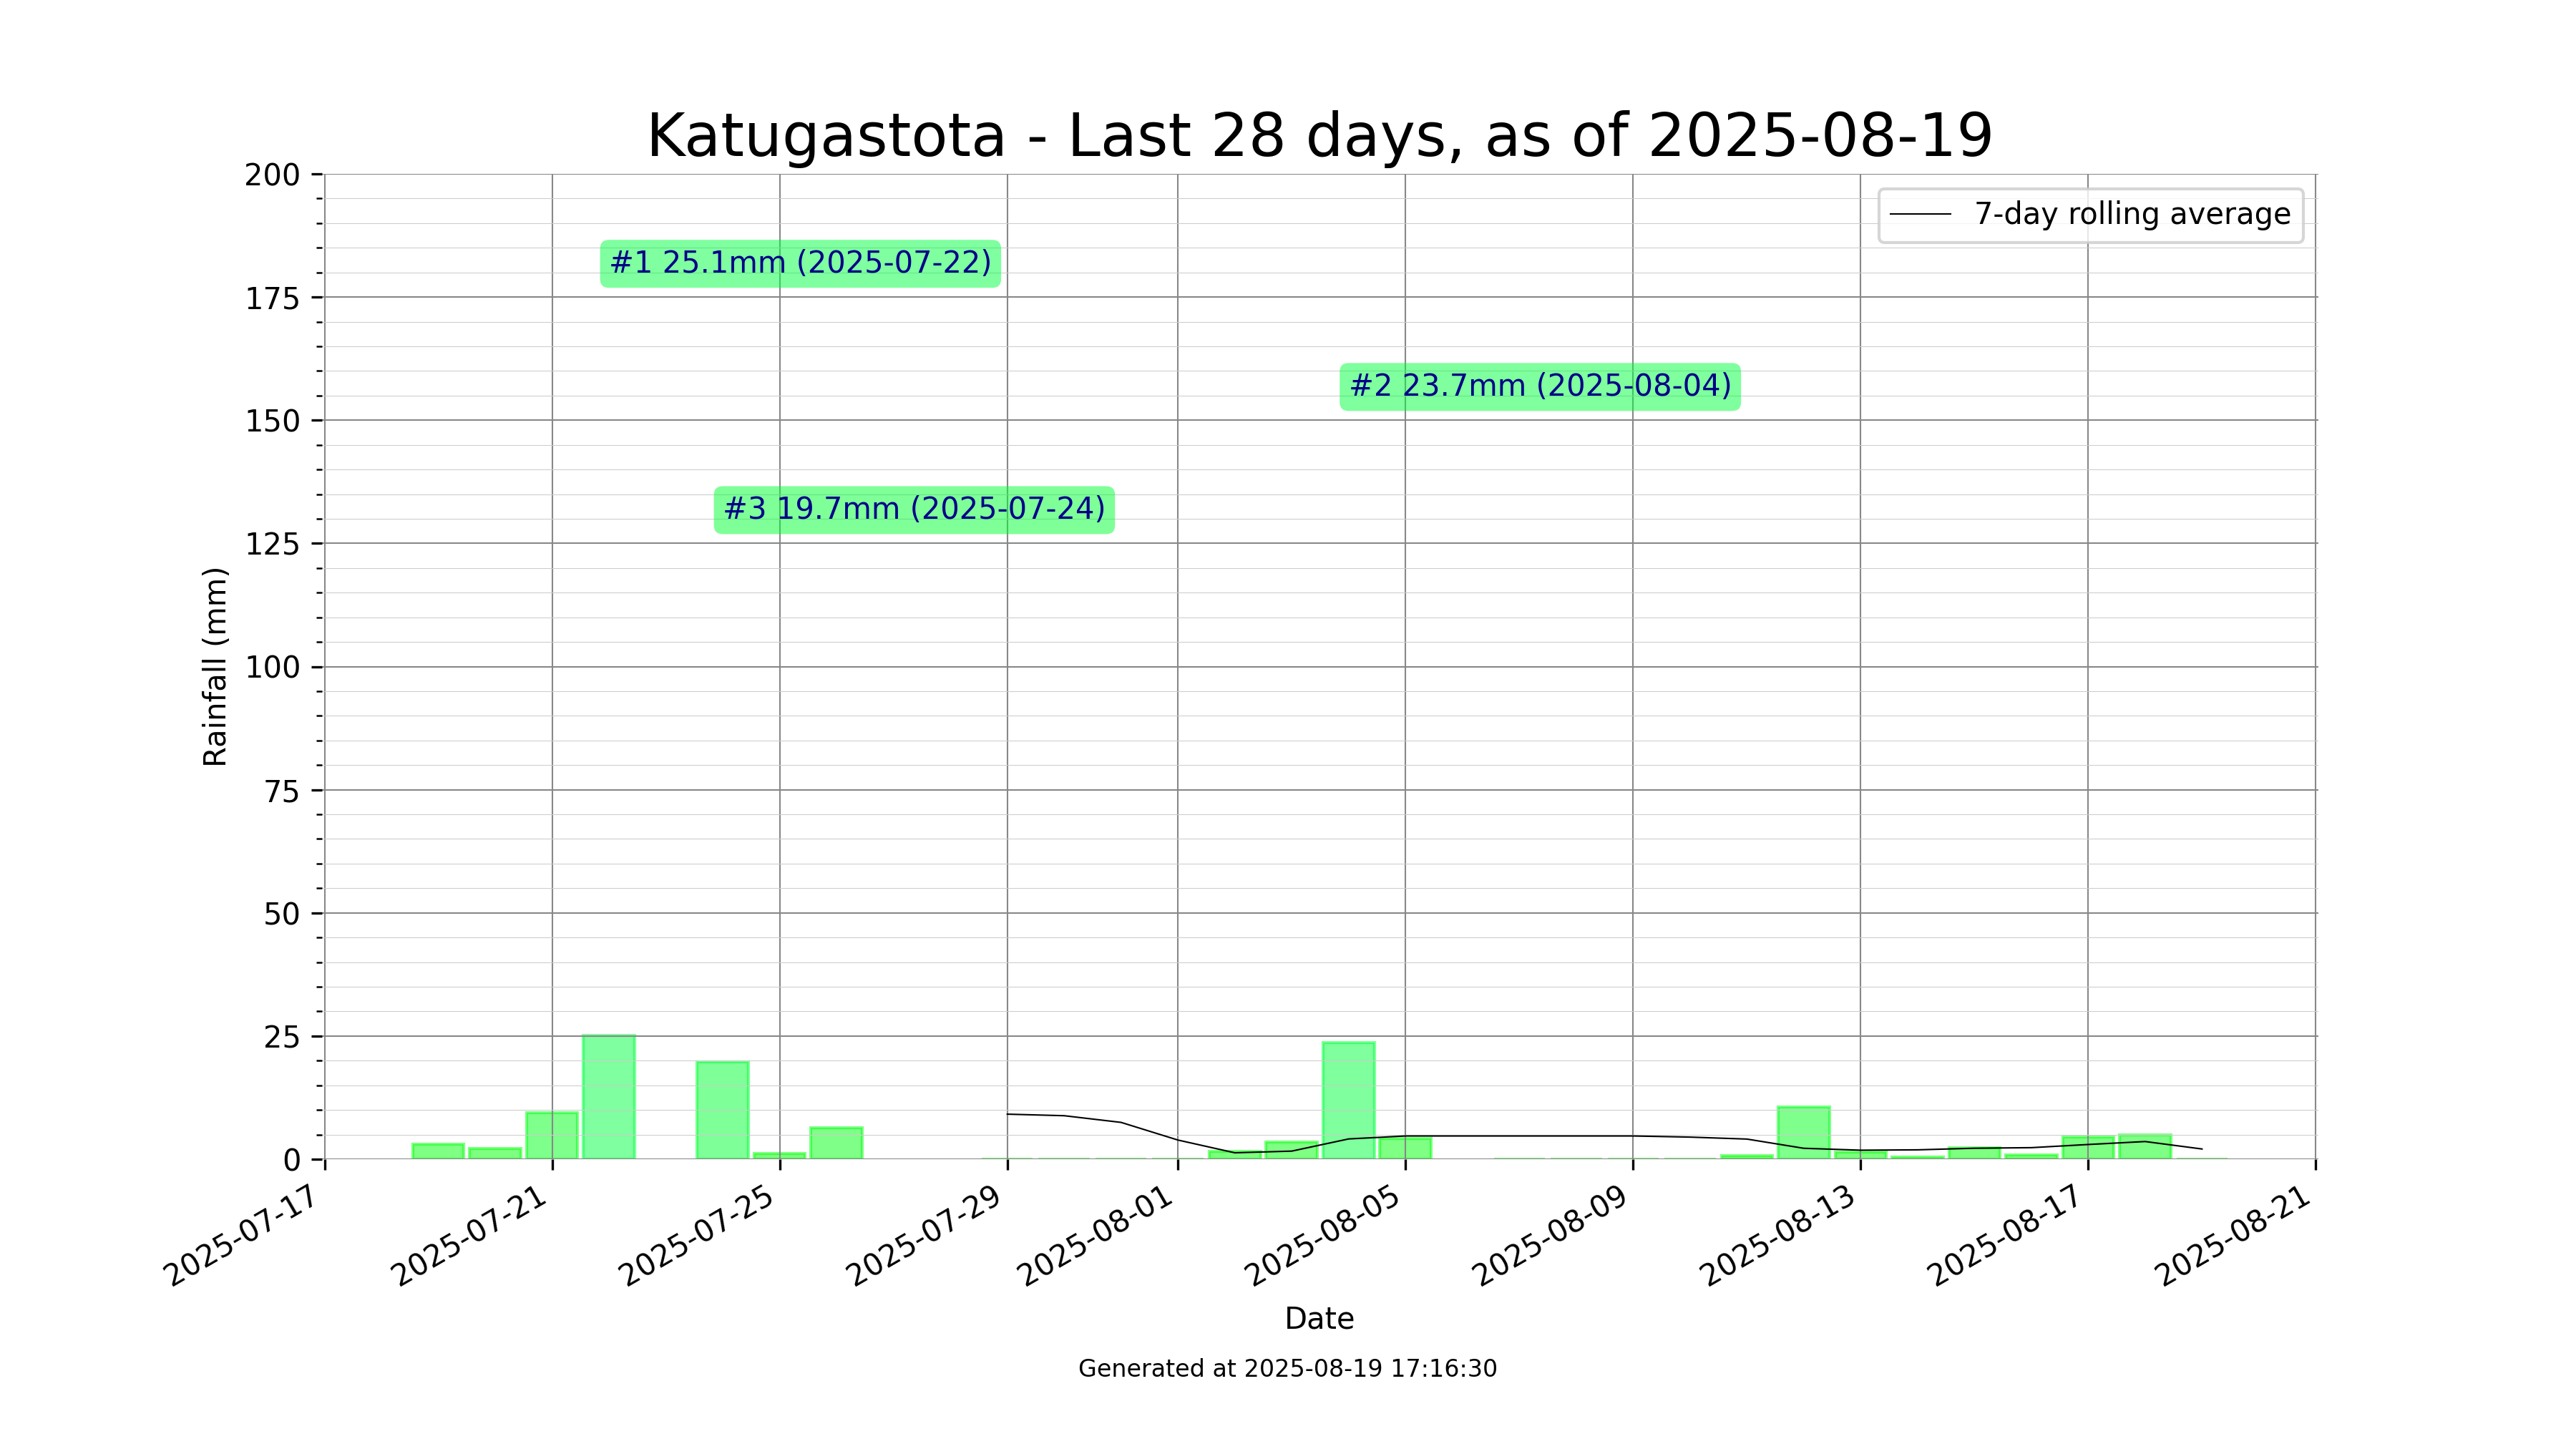 Katugastota - Last 28 days, as of 2025-08-19
200
175
150
125
100
75
50
25
0
Rainfall (mm)
7-day rolling average
#1 25.1mm (2025-07-22)
#2 23.7mm (2025-08-04)
#3 19.7mm (2025-07-24)
2025-07-17
2025-07-21
2025-07-25
2025-07-29
2025-08-01
2025-08-05
2025-08-09
2025-08-13
2025-08-17
2025-08-21
Date
Generated at 2025-08-19 17:16:30